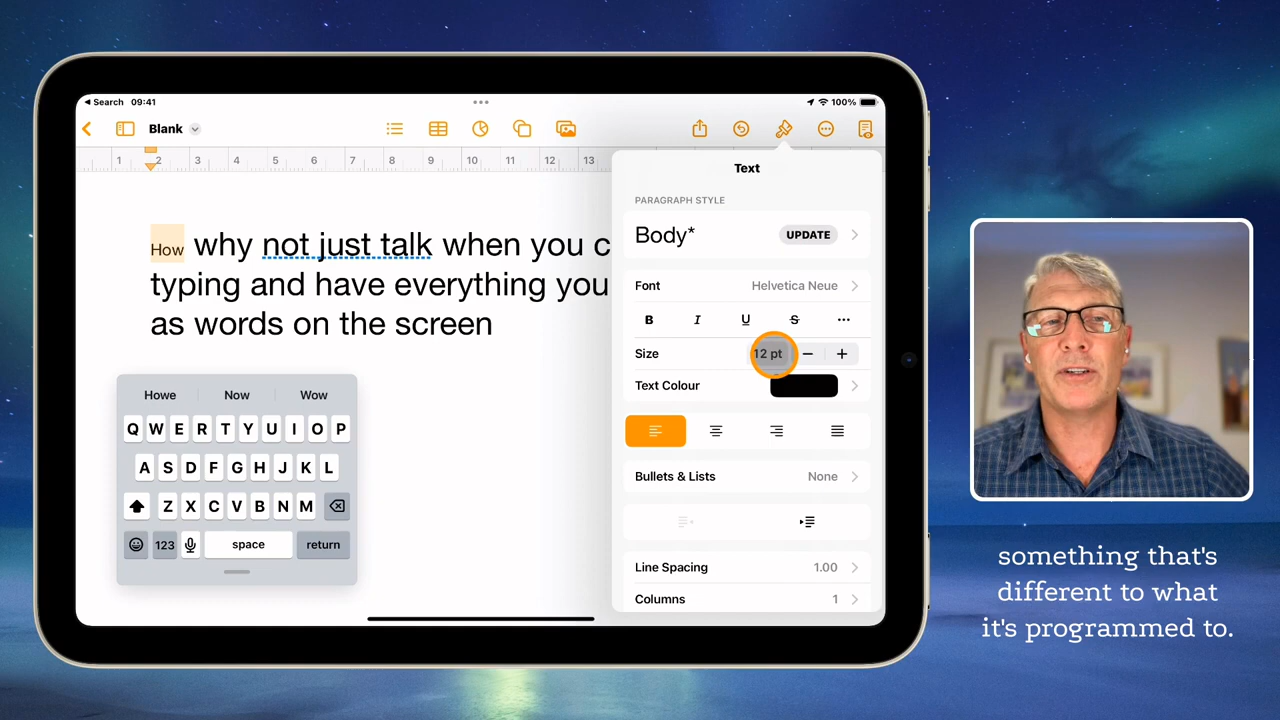 Search 09:41
100%
Blank
1 2 3 4 5 6 7 8 9 10 11 12 13
How why not just talk when you c
typing and have everything you
as words on the screen
Text
PARAGRAPH STYLE
Body* UPDATE
Font Helvetica Neue
B I U S
Size 12 pt − +
Text Colour
Bullets & Lists None
Line Spacing 1.00
Columns 1
Howe Now Wow
Q W E R T Y U I O P
A S D F G H J K L
Z X C V B N M
123 space return
something that's
different to what
it's programmed to.